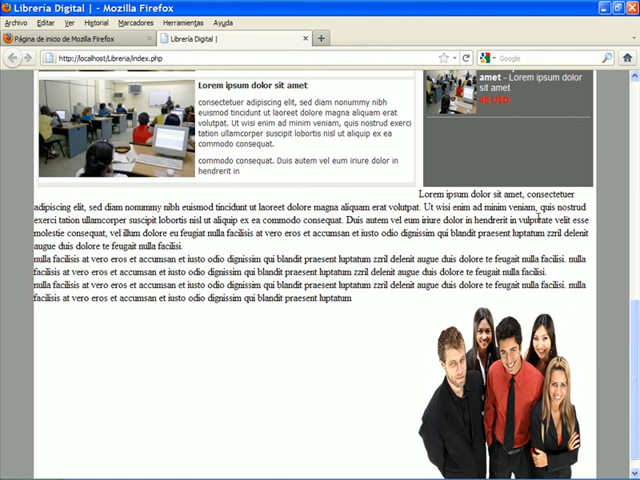 Librería Digital | - Mozilla Firefox
Archivo Editar Ver Historial Marcadores Herramientas Ayuda
Página de inicio de Mozilla Firefox
Librería Digital |
http://localhost/Libreria/index.php
Google
Lorem ipsum dolor sit amet
consectetuer adipiscing elit, sed diam nonummy nibh
euismod tincidunt ut laoreet dolore magna aliquam erat
volutpat. Ut wisi enim ad minim veniam, quis nostrud exerci
tation ullamcorper suscipit lobortis nisl ut aliquip ex ea
commodo consequat.
commodo consequat. Duis autem vel eum iriure dolor in
hendrerit in
amet - Lorem ipsum dolor
sit amet
45 USD
Lorem ipsum dolor sit amet, consectetuer
adipiscing elit, sed diam nonummy nibh euismod tincidunt ut laoreet dolore magna aliquam erat volutpat. Ut wisi enim ad minim veniam, quis nostrud
exerci tation ullamcorper suscipit lobortis nisl ut aliquip ex ea commodo consequat. Duis autem vel eum iriure dolor in hendrerit in vulputate velit esse
molestie consequat, vel illum dolore eu feugiat nulla facilisis at vero eros et accumsan et iusto odio dignissim qui blandit praesent luptatum zzril delenit
augue duis dolore te feugait nulla facilisi.
nulla facilisis at vero eros et accumsan et iusto odio dignissim qui blandit praesent luptatum zzril delenit augue duis dolore te feugait nulla facilisi. nulla
facilisis at vero eros et accumsan et iusto odio dignissim qui blandit praesent luptatum zzril delenit augue duis dolore te feugait nulla facilisi.
nulla facilisis at vero eros et accumsan et iusto odio dignissim qui blandit praesent luptatum zzril delenit augue duis dolore te feugait nulla facilisi. nulla
facilisis at vero eros et accumsan et iusto odio dignissim qui blandit praesent luptatum